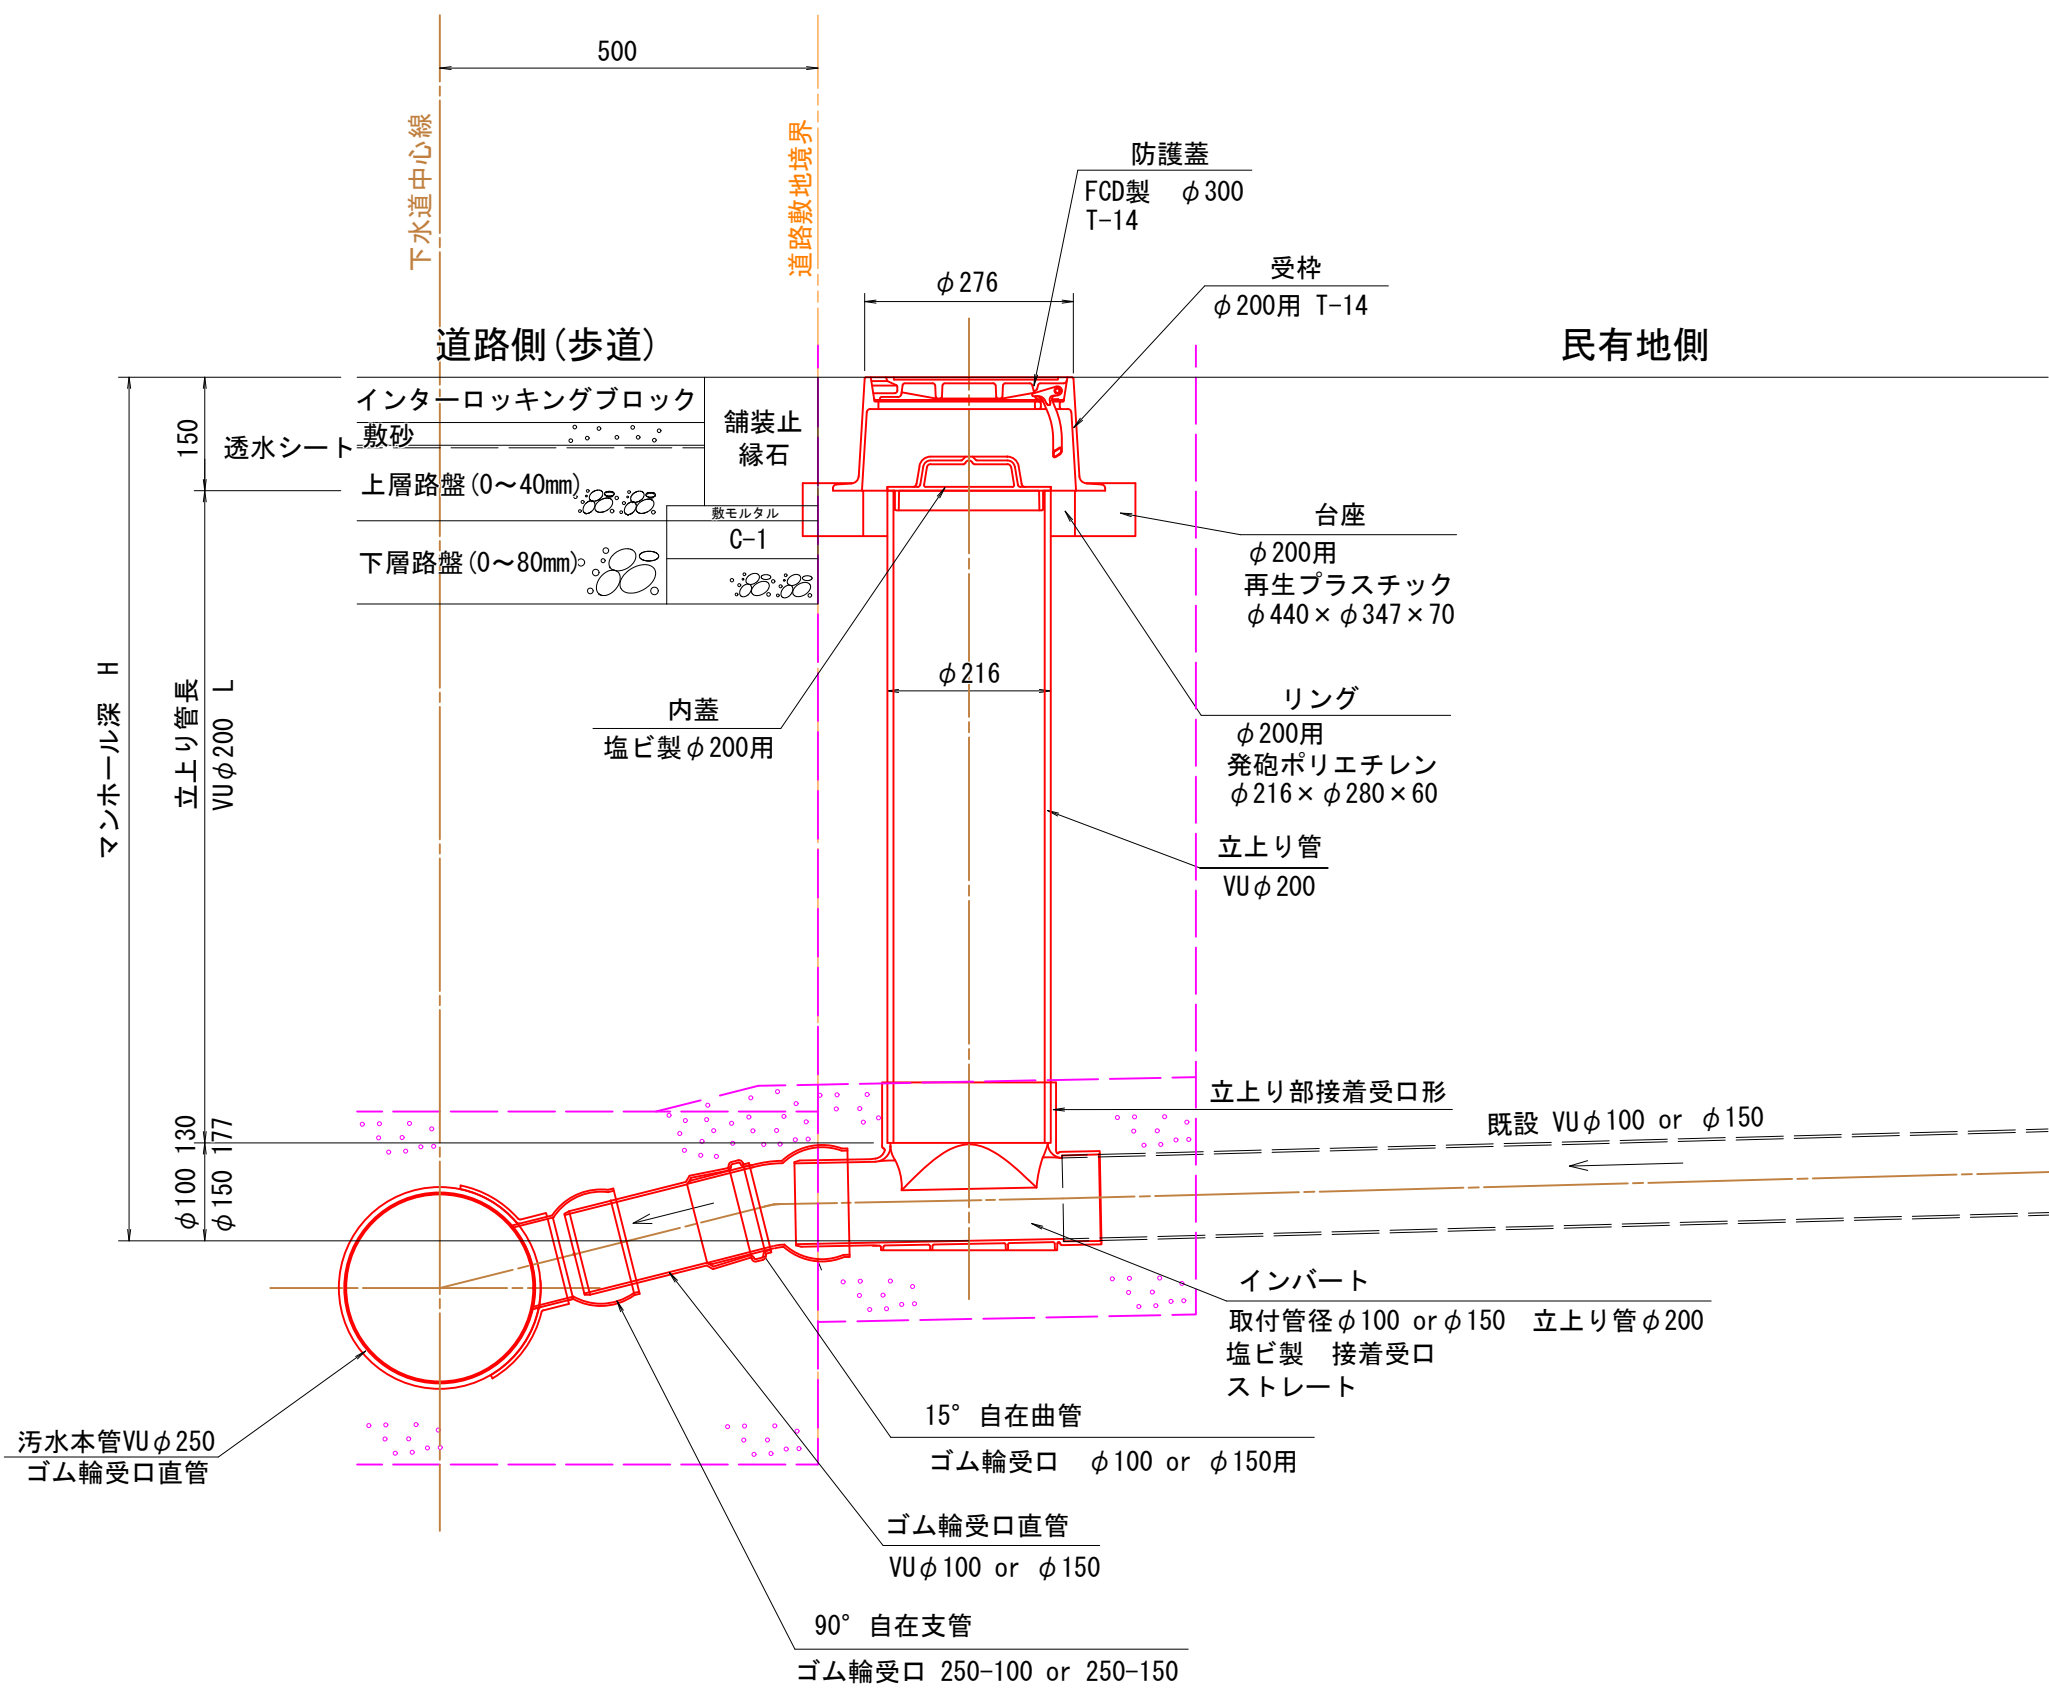 500
下水道中心線
道路敷地境界
防護蓋
FCD製 φ300
T-14
受枠
φ200用 T-14
φ276
道路側(歩道)
民有地側
インターロッキングブロック
敷砂
透水シート
上層路盤(0～40mm)
下層路盤(0～80mm)
舗装止
縁石
敷モルタル
C-1
150
マンホール深 H
立上り管長
VUφ200 L
φ100 130
φ150 177
台座
φ200用
再生プラスチック
φ440×φ347×70
φ216
内蓋
塩ビ製φ200用
リング
φ200用
発砲ポリエチレン
φ216×φ280×60
立上り管
VUφ200
立上り部接着受口形
既設 VUφ100 or φ150
インバート
取付管径φ100 orφ150 立上り管φ200
塩ビ製 接着受口
ストレート
15° 自在曲管
ゴム輪受口 φ100 or φ150用
汚水本管VUφ250
ゴム輪受口直管
ゴム輪受口直管
VUφ100 or φ150
90° 自在支管
ゴム輪受口 250-100 or 250-150